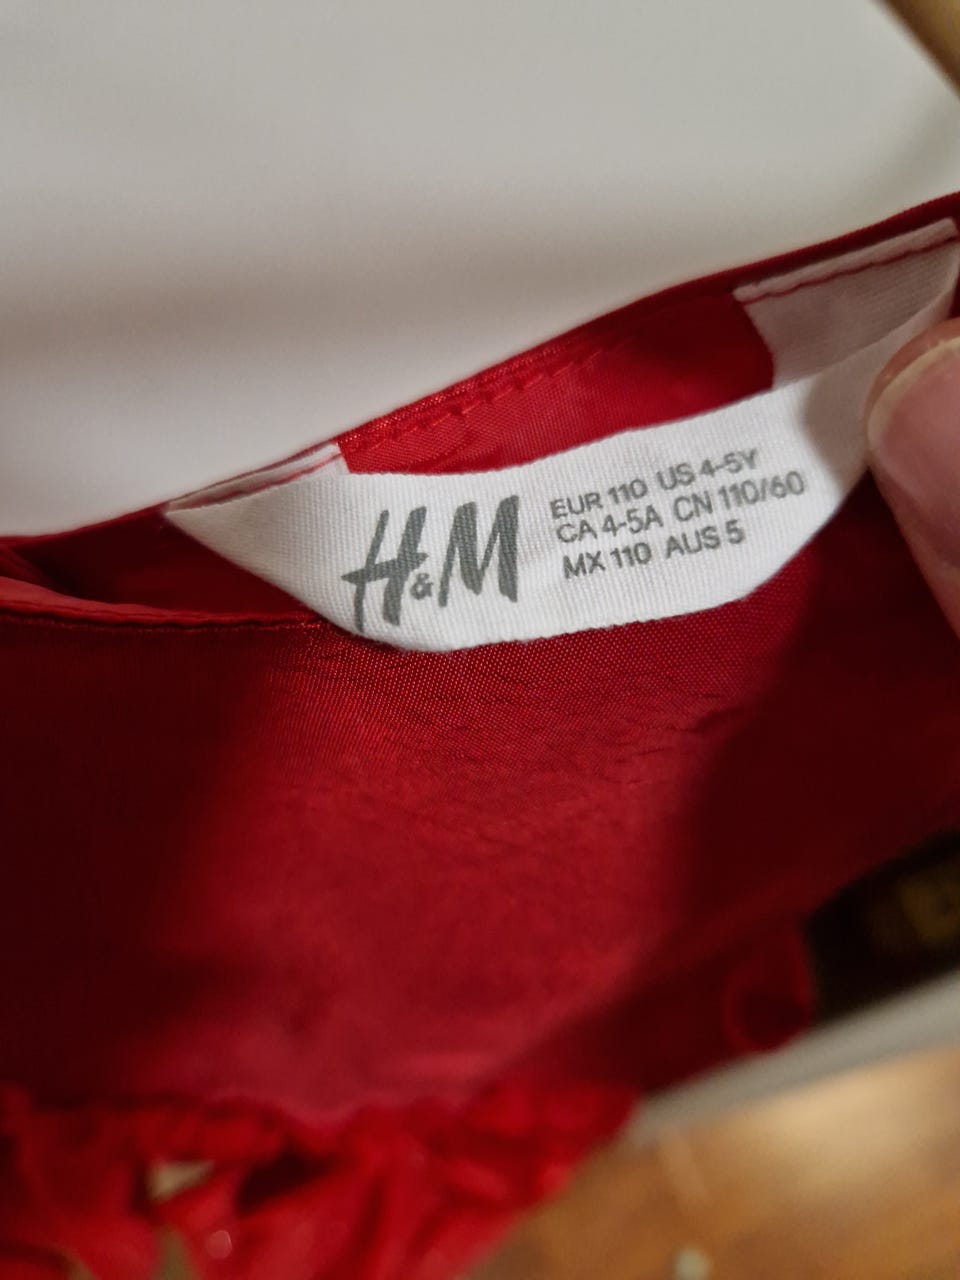 H&M
EUR 110 US 4-5Y
CA 4-5A CN 110/60
MX 110 AUS 5